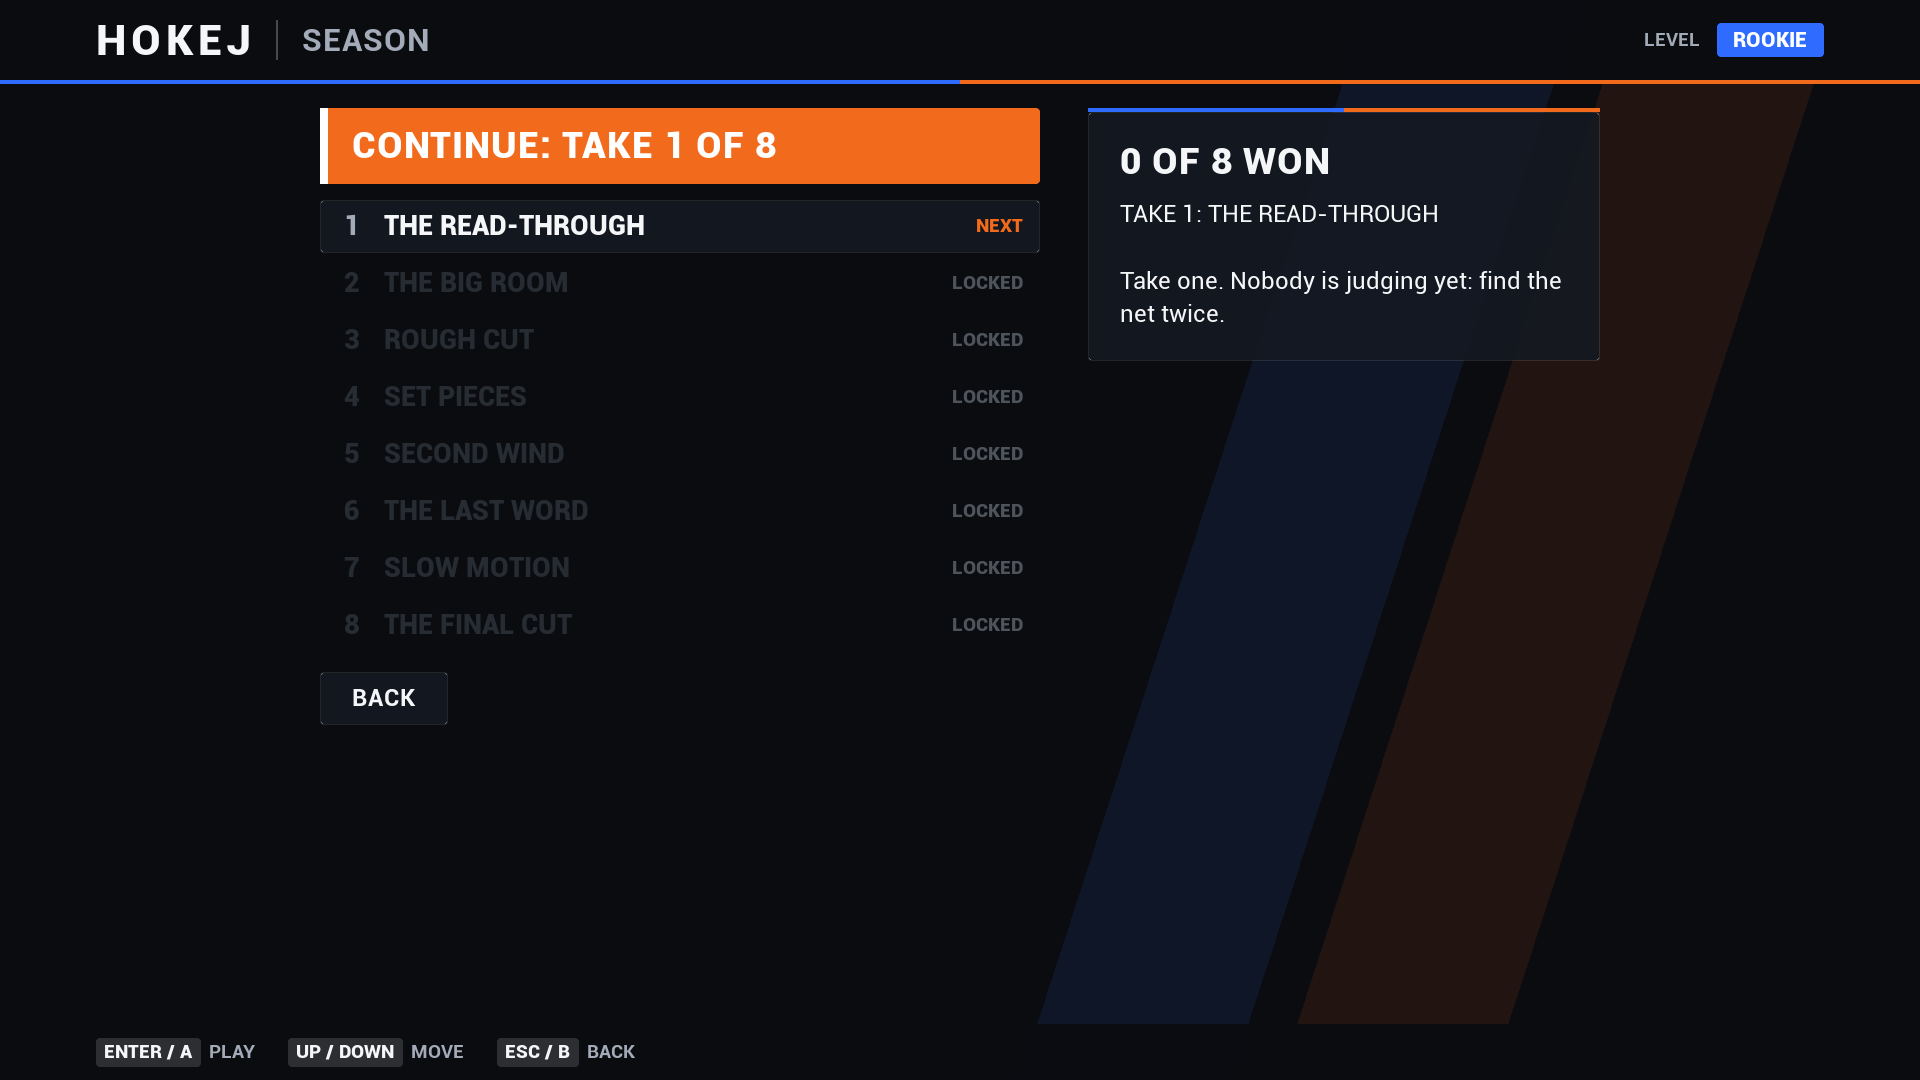 HOKEJ
SEASON
LEVEL
ROOKIE
CONTINUE: TAKE 1 OF 8
1 THE READ-THROUGH NEXT
2 THE BIG ROOM LOCKED
3 ROUGH CUT LOCKED
4 SET PIECES LOCKED
5 SECOND WIND LOCKED
6 THE LAST WORD LOCKED
7 SLOW MOTION LOCKED
8 THE FINAL CUT LOCKED
BACK
0 OF 8 WON
TAKE 1: THE READ-THROUGH
Take one. Nobody is judging yet: find the
net twice.
ENTER / A PLAY UP / DOWN MOVE ESC / B BACK